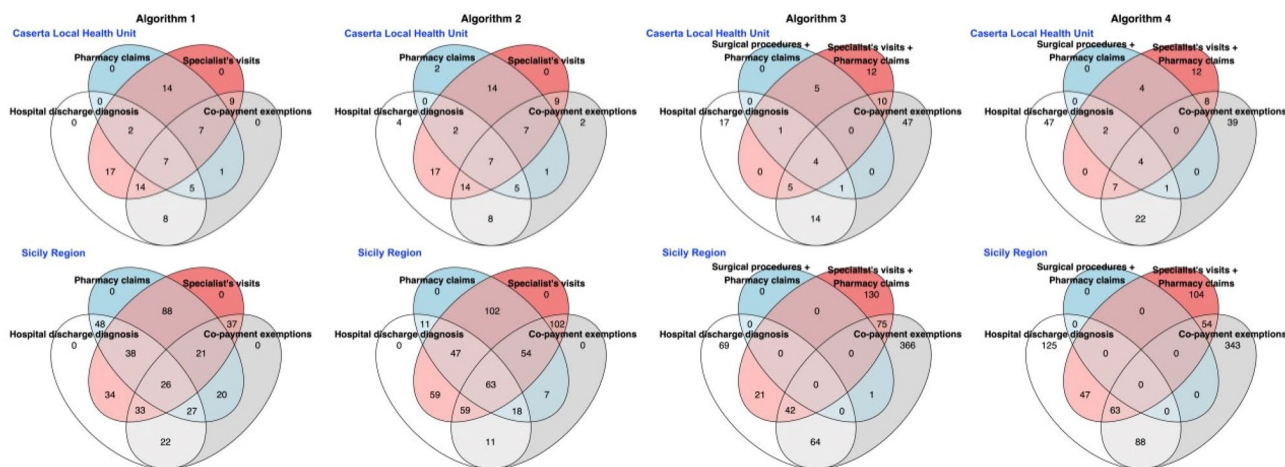 Algorithm 1 Algorithm 2 Algorithm 3 Algorithm 4
Caserta Local Health Unit Caserta Local Health Unit Caserta Local Health Unit Caserta Local Health Unit
Pharmacy claims
0
Specialist's visits
0
14
0
9
Hospital discharge diagnosis
0
Co-payment exemptions
0
2
7
7
17
1
14
5
8
Pharmacy claims
2
Specialist's visits
0
14
0
9
Hospital discharge diagnosis
4
Co-payment exemptions
2
2
7
7
17
1
14
5
8
Surgical procedures +
Pharmacy claims
0
Specialist's visits +
Pharmacy claims
12
5
0
10
Hospital discharge diagnosis
17
Co-payment exemptions
47
1
0
4
0
0
5
1
14
Surgical procedures +
Pharmacy claims
0
Specialist's visits +
Pharmacy claims
12
4
0
8
Hospital discharge diagnosis
47
Co-payment exemptions
39
2
0
4
0
0
7
1
22
Sicily Region Sicily Region Sicily Region Sicily Region
Pharmacy claims
0
Specialist's visits
0
88
48
37
Hospital discharge diagnosis
0
Co-payment exemptions
0
38
21
26
34
20
33
27
22
Pharmacy claims
0
Specialist's visits
0
102
11
102
Hospital discharge diagnosis
0
Co-payment exemptions
0
47
54
63
59
7
59
18
11
Surgical procedures +
Pharmacy claims
0
Specialist's visits +
Pharmacy claims
130
0
0
75
Hospital discharge diagnosis
69
Co-payment exemptions
366
0
0
0
21
1
42
0
64
Surgical procedures +
Pharmacy claims
0
Specialist's visits +
Pharmacy claims
104
0
0
54
Hospital discharge diagnosis
125
Co-payment exemptions
343
0
0
0
47
0
63
0
88